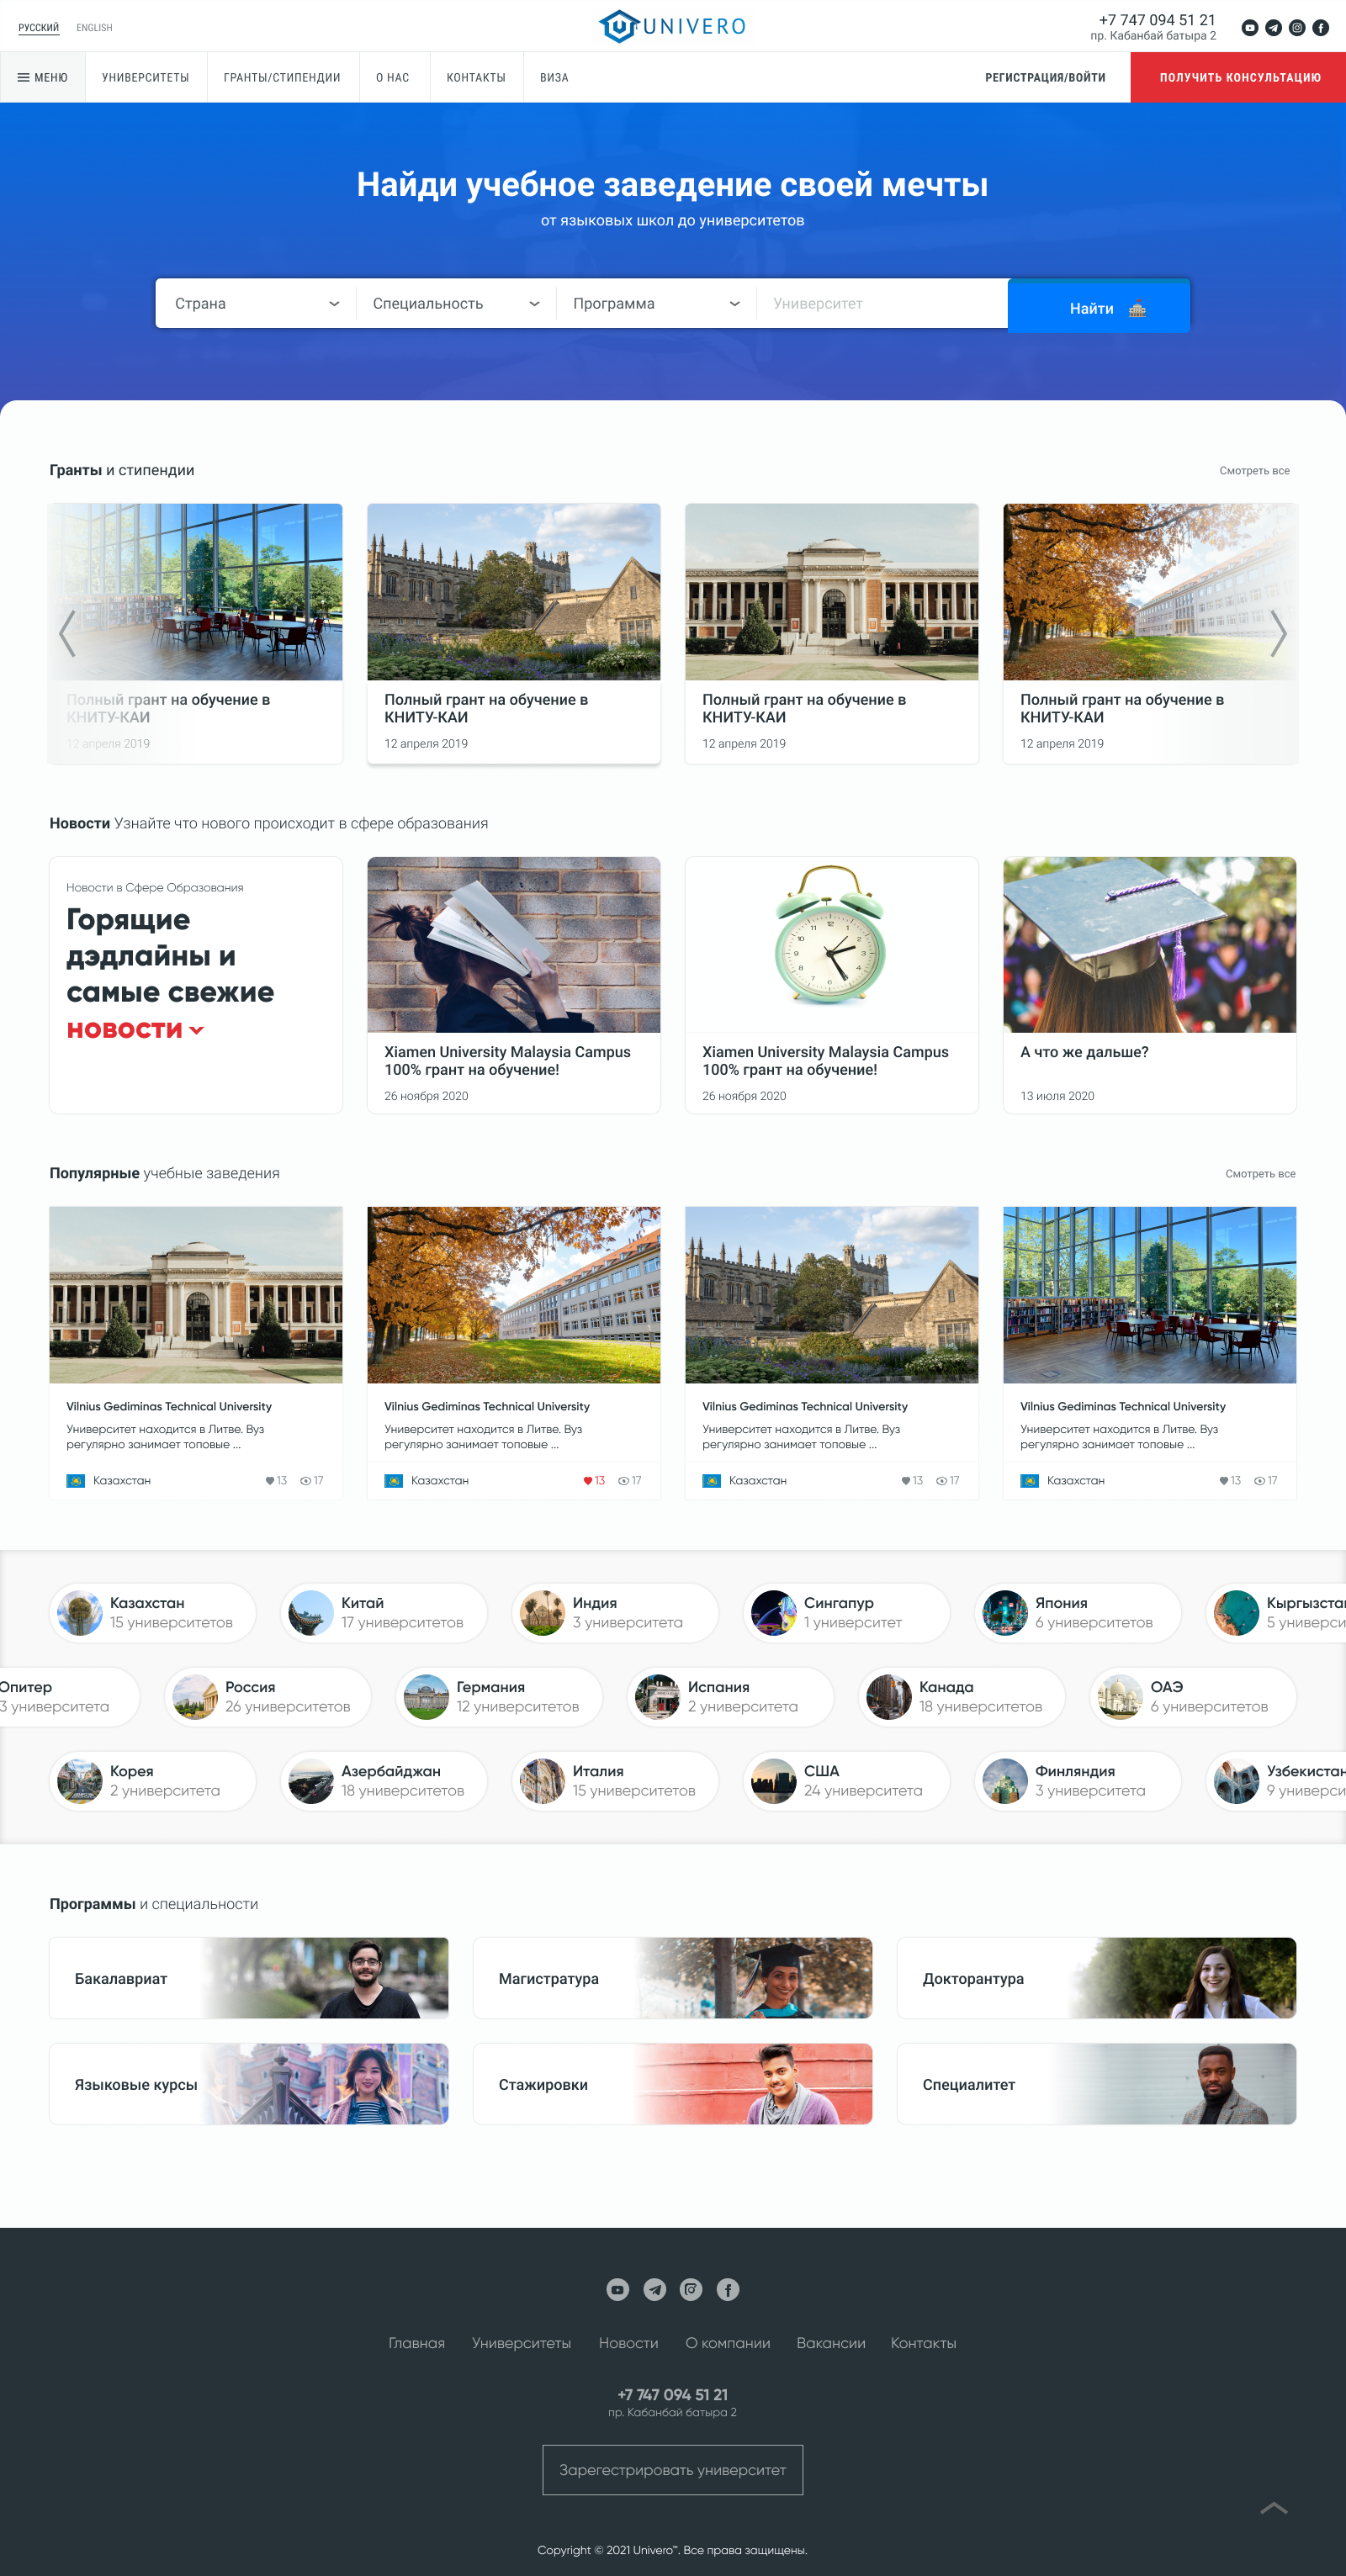 РУССКИЙ ENGLISH
UNIVERO
+7 747 094 51 21
пр. Кабанбай батыра 2
МЕНЮ УНИВЕРСИТЕТЫ ГРАНТЫ/СТИПЕНДИИ О НАС КОНТАКТЫ ВИЗА РЕГИСТРАЦИЯ/ВОЙТИ ПОЛУЧИТЬ КОНСУЛЬТАЦИЮ
Найди учебное заведение своей мечты
от языковых школ до университетов
Страна Специальность Программа Университет Найти
Гранты и стипендии Смотреть все
Полный грант на обучение в
КНИТУ-КАИ
12 апреля 2019
Полный грант на обучение в
КНИТУ-КАИ
12 апреля 2019
Полный грант на обучение в
КНИТУ-КАИ
12 апреля 2019
Полный грант на обучение в
КНИТУ-КАИ
12 апреля 2019
Новости Узнайте что нового происходит в сфере образования
Новости в Сфере Образования
Горящие
дэдлайны и
самые свежие
новости
Xiamen University Malaysia Campus
100% грант на обучение!
26 ноября 2020
Xiamen University Malaysia Campus
100% грант на обучение!
26 ноября 2020
А что же дальше?
13 июля 2020
Популярные учебные заведения Смотреть все
Vilnius Gediminas Technical University
Университет находится в Литве. Вуз
регулярно занимает топовые ...
Казахстан 13 17
Vilnius Gediminas Technical University
Университет находится в Литве. Вуз
регулярно занимает топовые ...
Казахстан 13 17
Vilnius Gediminas Technical University
Университет находится в Литве. Вуз
регулярно занимает топовые ...
Казахстан 13 17
Vilnius Gediminas Technical University
Университет находится в Литве. Вуз
регулярно занимает топовые ...
Казахстан 13 17
Казахстан
15 университетов
Китай
17 университетов
Индия
3 университета
Сингапур
1 университет
Япония
6 университетов
Кыргызстан
5 универси
Юпитер
3 университета
Россия
26 университетов
Германия
12 университетов
Испания
2 университета
Канада
18 университетов
ОАЭ
6 университетов
Корея
2 университета
Азербайджан
18 университетов
Италия
15 университетов
США
24 университета
Финляндия
3 университета
Узбекистан
9 универси
Программы и специальности
Бакалавриат
Магистратура
Докторантура
Языковые курсы
Стажировки
Специалитет
Главная Университеты Новости О компании Вакансии Контакты
+7 747 094 51 21
пр. Кабанбай батыра 2
Зарегестрировать университет
Copyright © 2021 Univero™. Все права защищены.